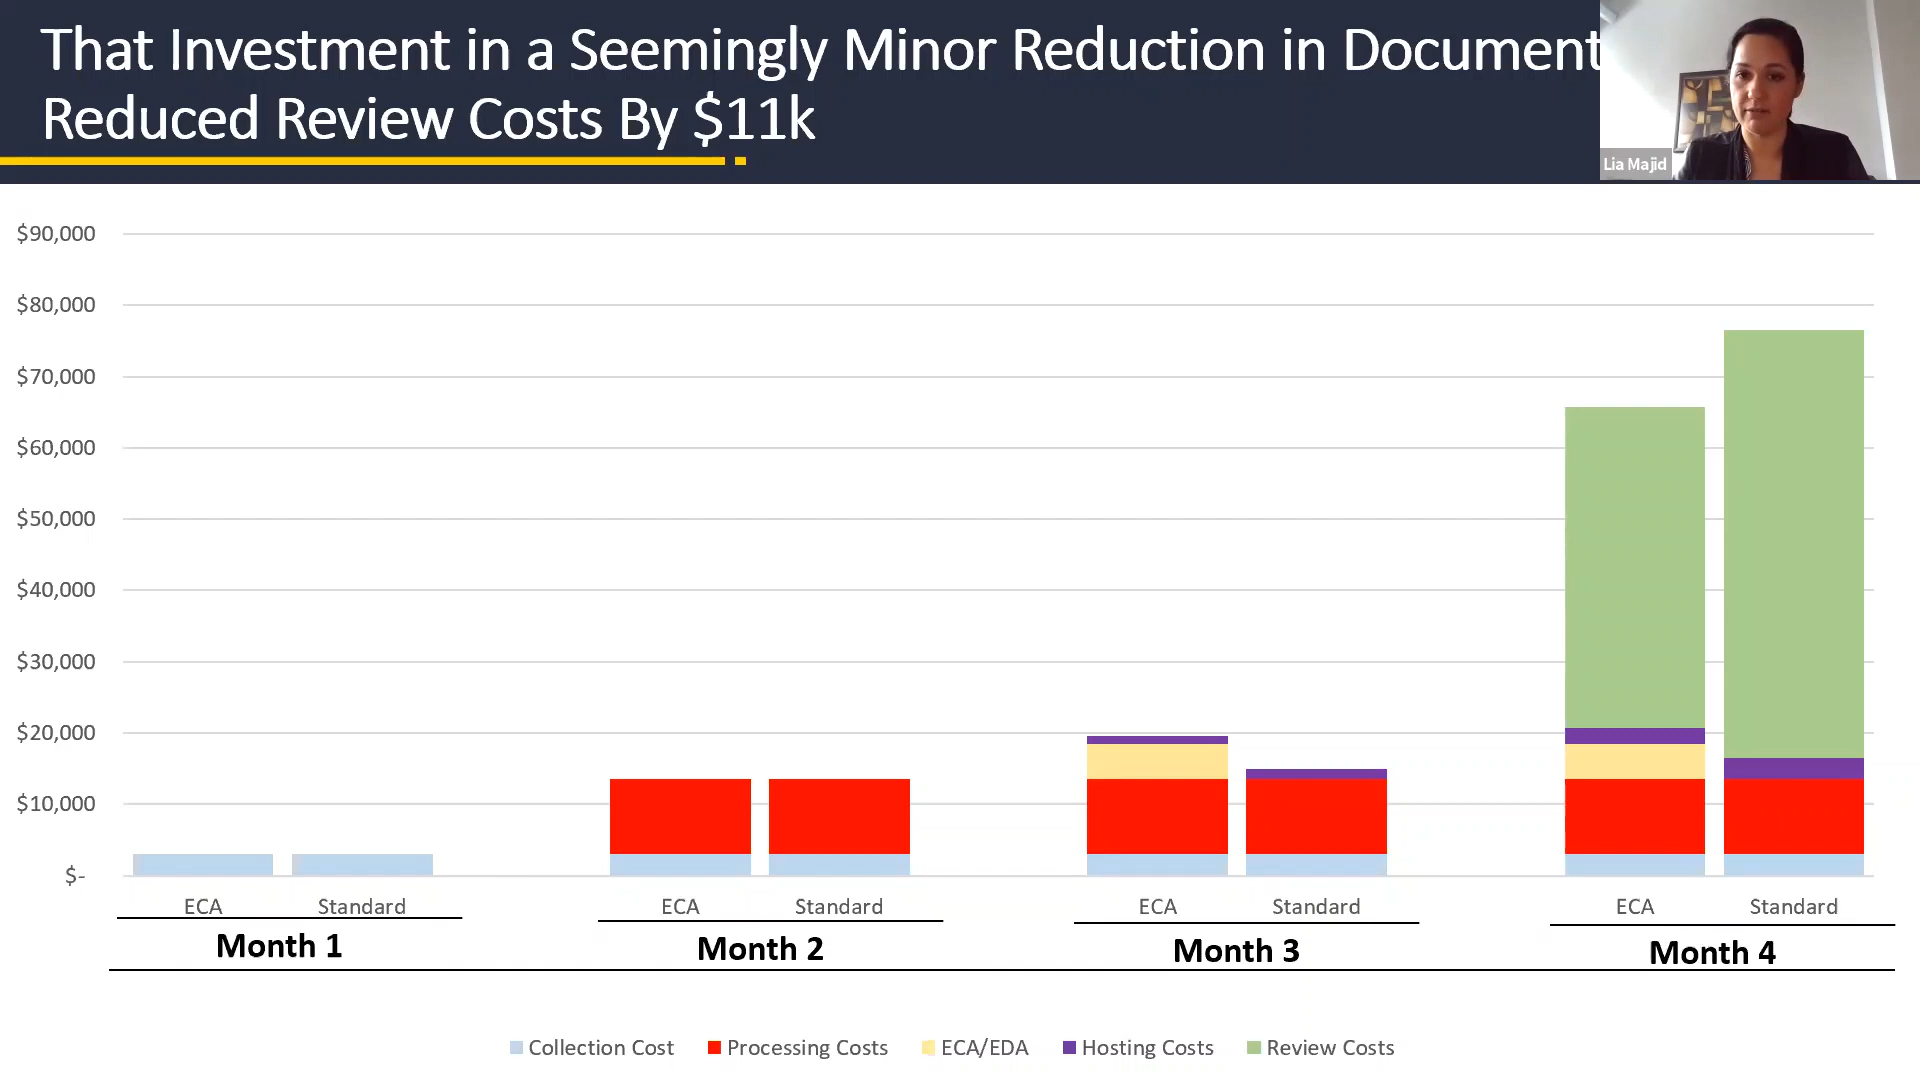 That Investment in a Seemingly Minor Reduction in Document
Reduced Review Costs By $11k
Lia Majid
$90,000
$80,000
$70,000
$60,000
$50,000
$40,000
$30,000
$20,000
$10,000
$-
ECA Standard ECA Standard ECA Standard ECA Standard
Month 1 Month 2 Month 3 Month 4
Collection Cost Processing Costs ECA/EDA Hosting Costs Review Costs